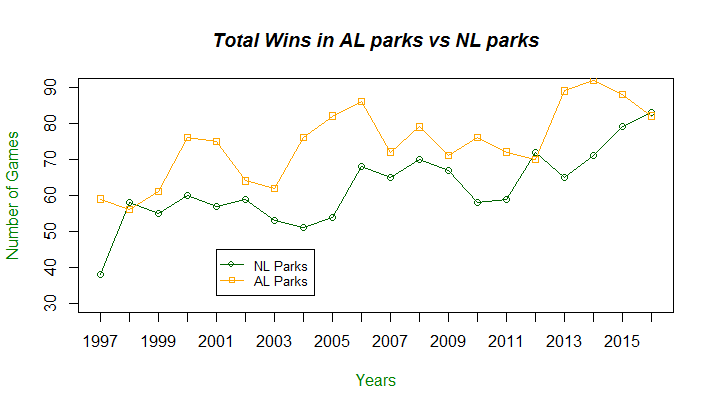 Total Wins in AL parks vs NL parks
Number of Games
90
80
70
60
50
40
30
NL Parks
AL Parks
1997 1999 2001 2003 2005 2007 2009 2011 2013 2015
Years